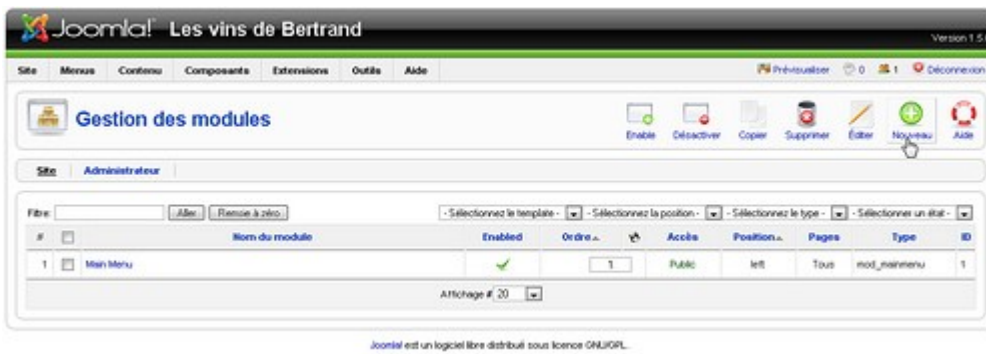 Joomla! Les vins de Bertrand
Version 1.5
Site Menus Contenu Composants Extensions Outils Aide Prévisualiser 0 1 Déconnexion
Gestion des modules
Enable Désactiver Copier Supprimer Éditer Nouveau Aide
Site Administrateur
Filtre: Aller Remise à zéro - Sélectionnez le template - - Sélectionnez la position - - Sélectionnez le type - - Sélectionner un état -
# Nom du module Enabled Ordre Accès Position Pages Type ID
1 Main Menu 1 Public left Tous mod_mainmenu 1
Affichage # 20
Joomla! est un logiciel libre distribué sous licence GNU/GPL.